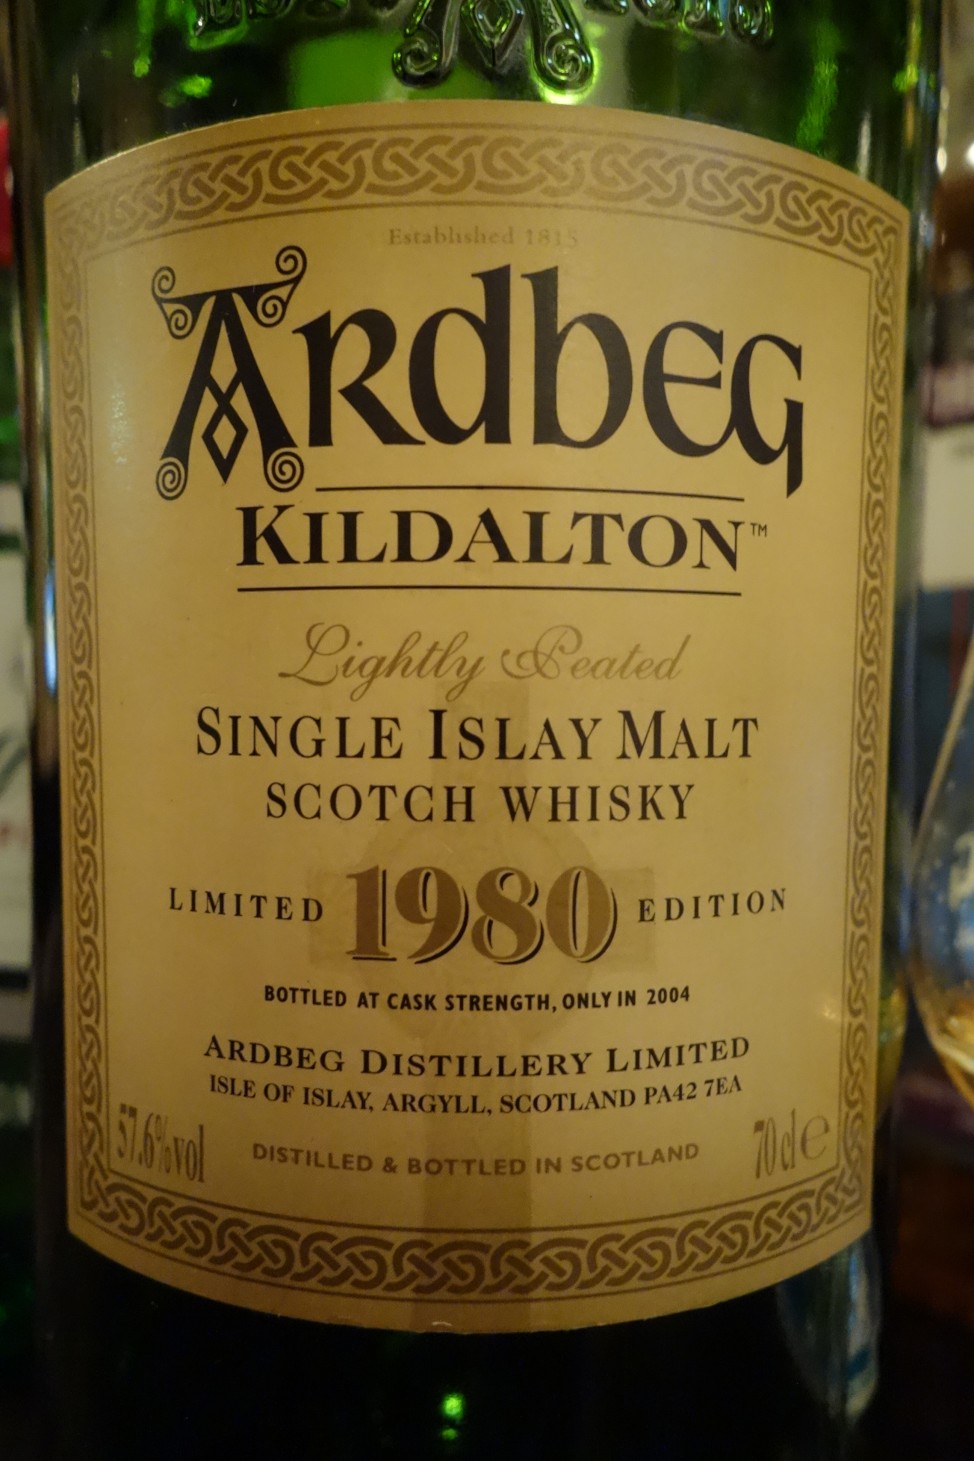 Established 1815
ARDBEG
KILDALTON™
Lightly Peated
SINGLE ISLAY MALT
SCOTCH WHISKY
LIMITED 1980 EDITION
BOTTLED AT CASK STRENGTH, ONLY IN 2004
ARDBEG DISTILLERY LIMITED
ISLE OF ISLAY, ARGYLL, SCOTLAND PA42 7EA
57.6%vol DISTILLED & BOTTLED IN SCOTLAND 70cl e